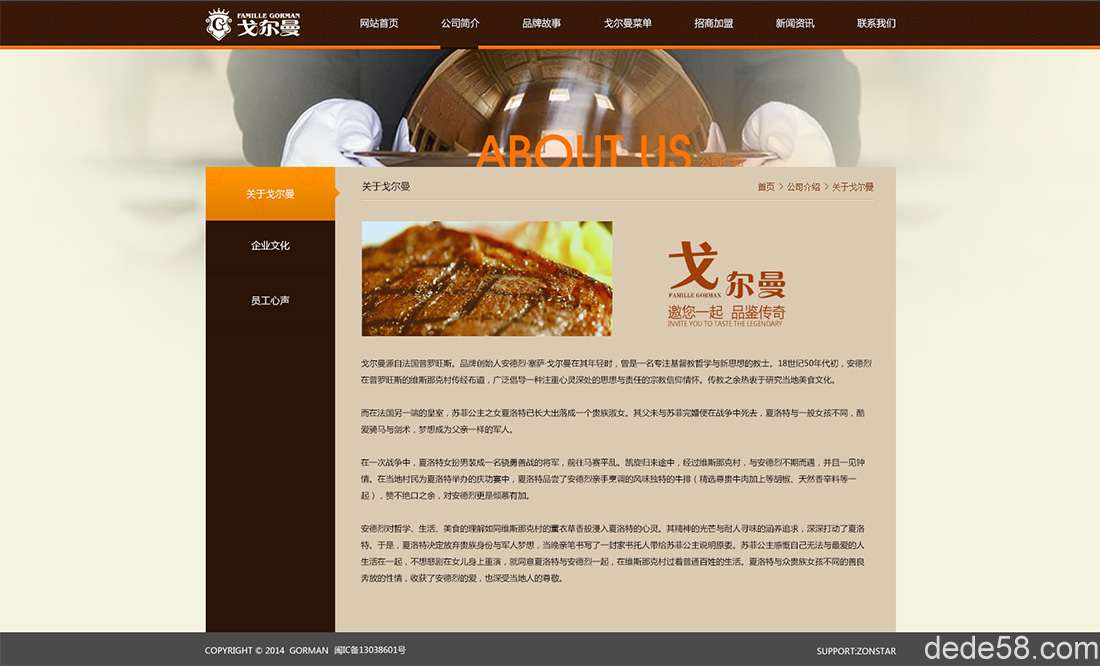 FAMILLE GORMAN
戈尔曼
网站首页 公司简介 品牌故事 戈尔曼菜单 招商加盟 新闻资讯 联系我们
ABOUT US 公司介绍
关于戈尔曼
企业文化
员工心声
关于戈尔曼
首页 > 公司介绍 > 关于戈尔曼
戈尔曼
FAMILLE GORMAN
邀您一起 品鉴传奇
INVITE YOU TO TASTE THE LEGENDARY
戈尔曼源自法国普罗旺斯。品牌创始人安德烈·塞萨·戈尔曼在其年轻时，曾是一名专注基督教哲学与新思想的教士。18世纪50年代初，安德烈
在普罗旺斯的维斯那克村传经布道，广泛倡导一种注重心灵深处的思想与责任的宗教信仰情怀。传教之余热衷于研究当地美食文化。
而在法国另一端的皇室，苏菲公主之女夏洛特已长大出落成一个贵族淑女。其父未与苏菲完婚便在战争中死去，夏洛特与一般女孩不同，酷
爱骑马与剑术，梦想成为父亲一样的军人。
在一次战争中，夏洛特女扮男装成一名骁勇善战的将军，前往马赛平乱。凯旋归来途中，经过维斯那克村，与安德烈不期而遇，并且一见钟
情。在当地村民为夏洛特举办的庆功宴中，夏洛特品尝了安德烈亲手烹调的风味独特的牛排（精选尊贵牛肉加上等胡椒、天然香辛料等一
起），赞不绝口之余，对安德烈更是倾慕有加。
安德烈对哲学、生活、美食的理解如同维斯那克村的薰衣草香般浸入夏洛特的心灵。其精神的光芒与耐人寻味的涵养追求，深深打动了夏洛
特。于是，夏洛特决定放弃贵族身份与军人梦想，当晚亲笔书写了一封家书托人带给苏菲公主说明原委。苏菲公主感慨自己无法与最爱的人
生活在一起，不想悲剧在女儿身上重演，就同意夏洛特与安德烈一起，在维斯那克村过着普通百姓的生活。夏洛特与众贵族女孩不同的善良
奔放的性情，收获了安德烈的爱，也深受当地人的尊敬。
COPYRIGHT © 2014 GORMAN 闽ICB备13038601号
SUPPORT:ZONSTAR
dede58.com